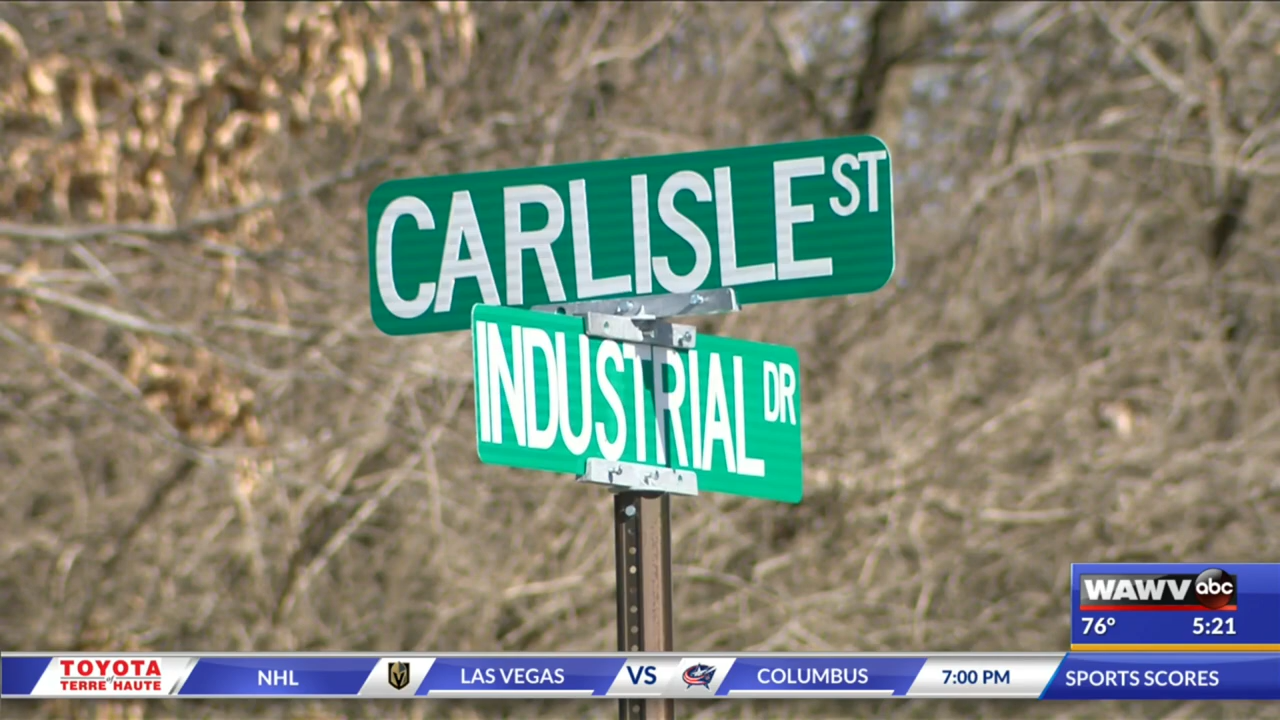 CARLISLE ST
INDUSTRIAL DR
WAWV abc
76° 5:21
TOYOTA of TERRE HAUTE NHL LAS VEGAS VS COLUMBUS 7:00 PM SPORTS SCORES